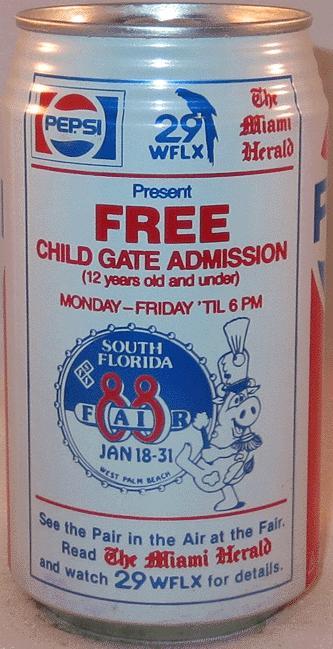 PEPSI
29
WFLX
The
Miami
Herald
Present
FREE
CHILD GATE ADMISSION
(12 years old and under)
MONDAY-FRIDAY 'TIL 6 PM
SOUTH
FLORIDA
88
FAIR
JAN 18-31
WEST PALM BEACH
See the Pair in the Air at the Fair.
Read The Miami Herald
and watch 29 WFLX for details.